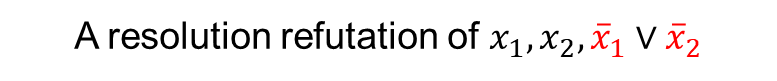 A resolution refutation of x₁, x₂, x̄₁ ∨ x̄₂